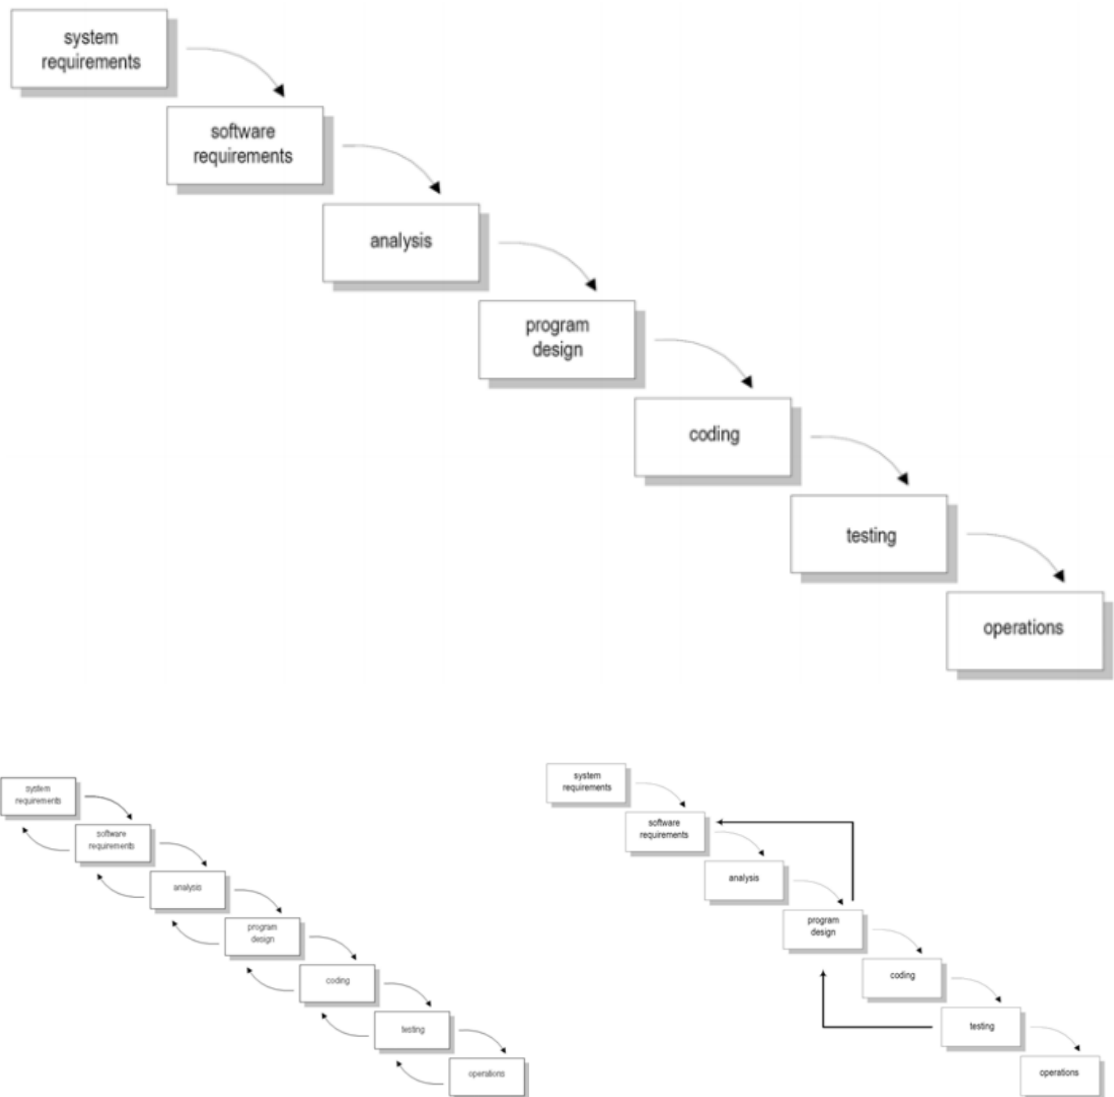 system
requirements
software
requirements
analysis
program
design
coding
testing
operations
system
requirements
software
requirements
analysis
program
design
coding
testing
operations
system
requirements
software
requirements
analysis
program
design
coding
testing
operations